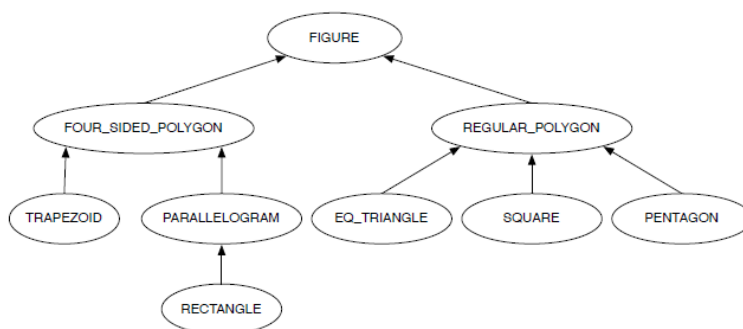 FIGURE
FOUR_SIDED_POLYGON
REGULAR_POLYGON
TRAPEZOID
PARALLELOGRAM
EQ_TRIANGLE
SQUARE
PENTAGON
RECTANGLE